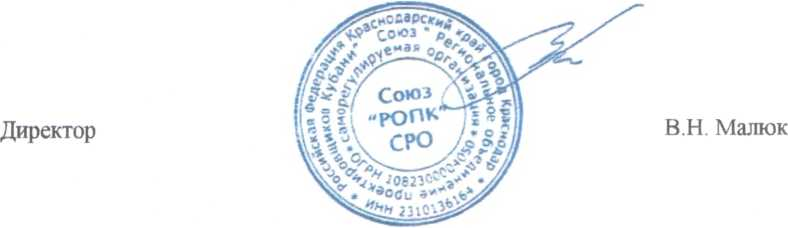 Директор
Российская Федерация Краснодарский край город Краснодар
Союз "Региональное объединение проектировщиков Кубани"
саморегулируемая организация
ОГРН 1082300004050
ИНН 2310136164
Союз
"РОПК"
СРО
В.Н. Малюк